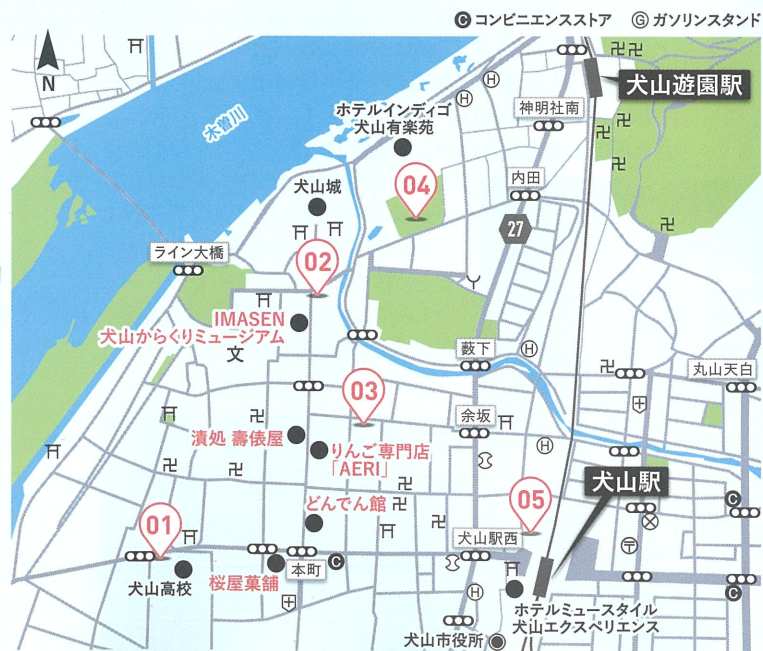 C コンビニエンスストア G ガソリンスタンド
N
木曽川
犬山遊園駅
ホテルインディゴ
犬山有楽苑
神明社南
04
内田
犬山城
27
02
ライン大橋
IMASEN
犬山からくりミュージアム
文
藪下
丸山天白
03
余坂
漬処 壽俵屋
りんご専門店
「AERI」
犬山駅
05
どんでん館
01
犬山駅西
犬山高校
桜屋菓舗
本町
C
C
C
ホテルミュースタイル
犬山エクスペリエンス
犬山市役所
H
H
H
H
H